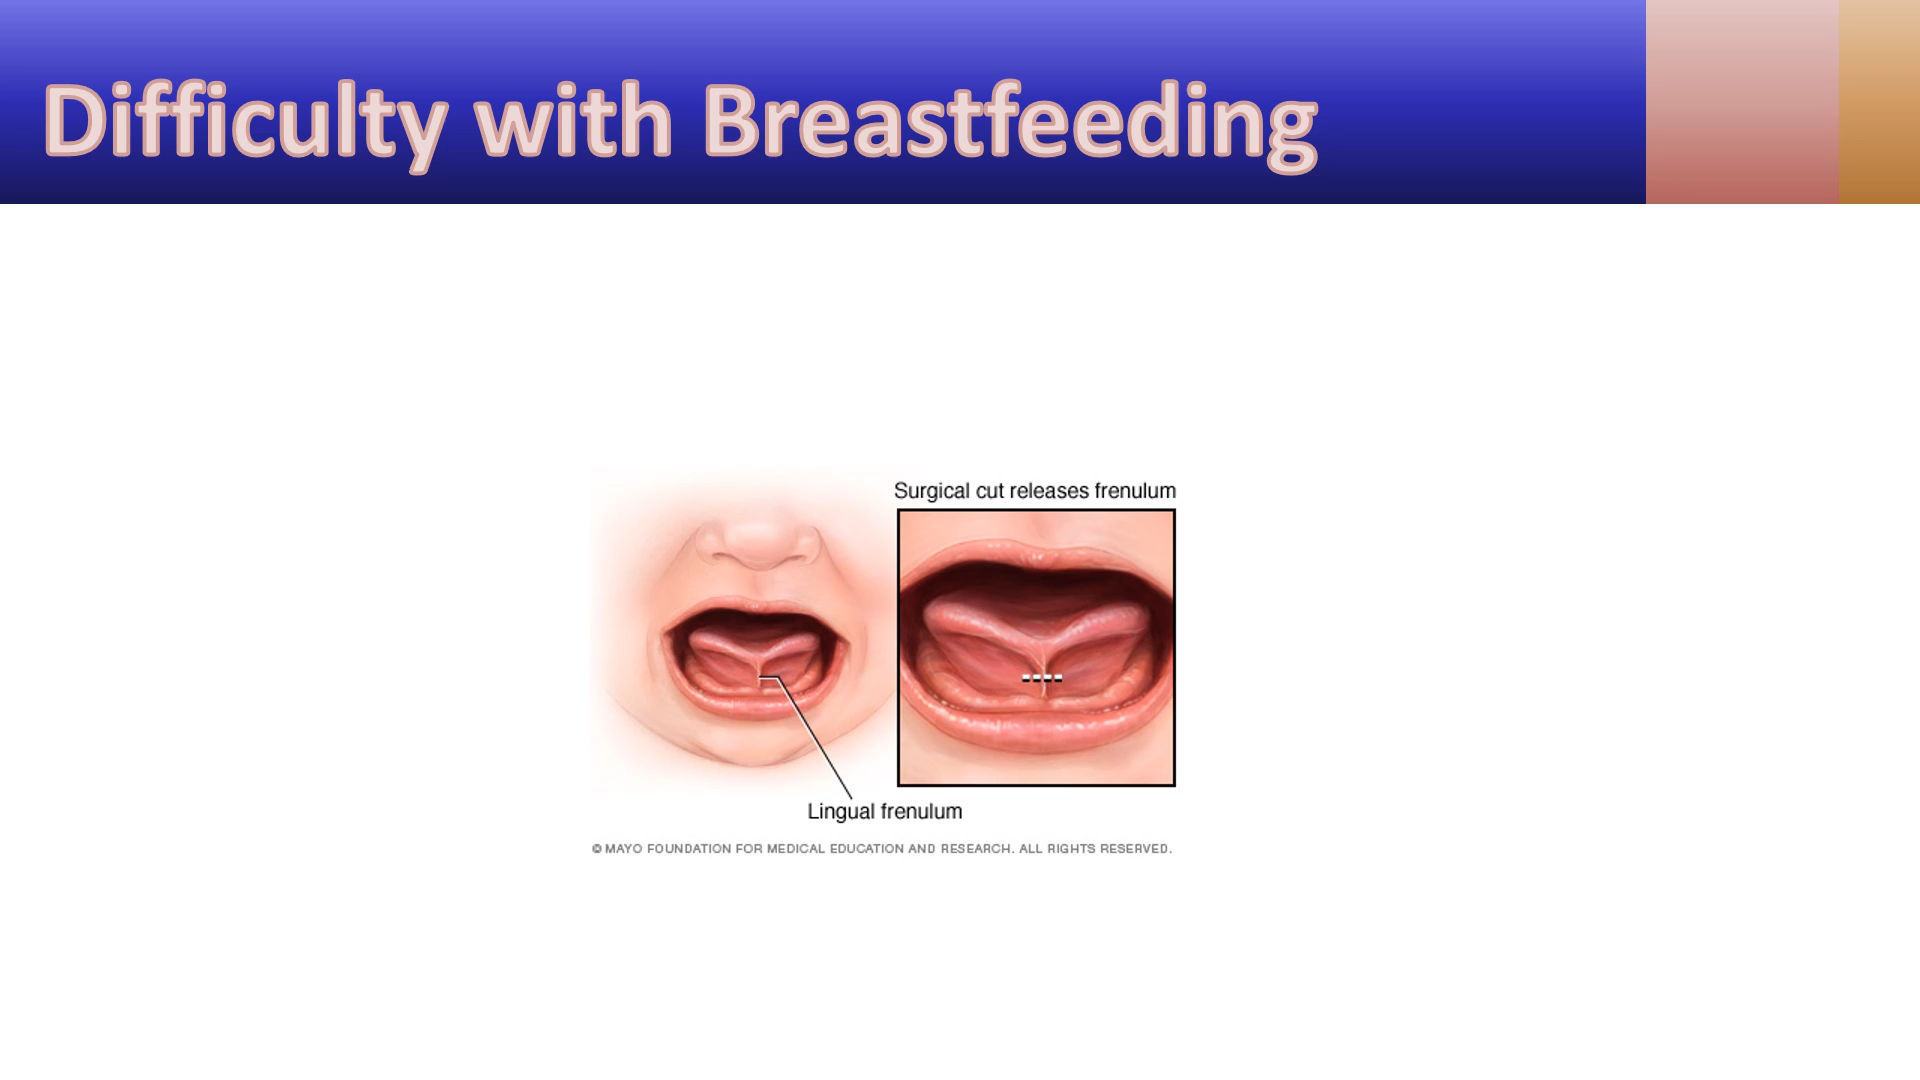 Difficulty with Breastfeeding
Surgical cut releases frenulum
Lingual frenulum
© MAYO FOUNDATION FOR MEDICAL EDUCATION AND RESEARCH. ALL RIGHTS RESERVED.